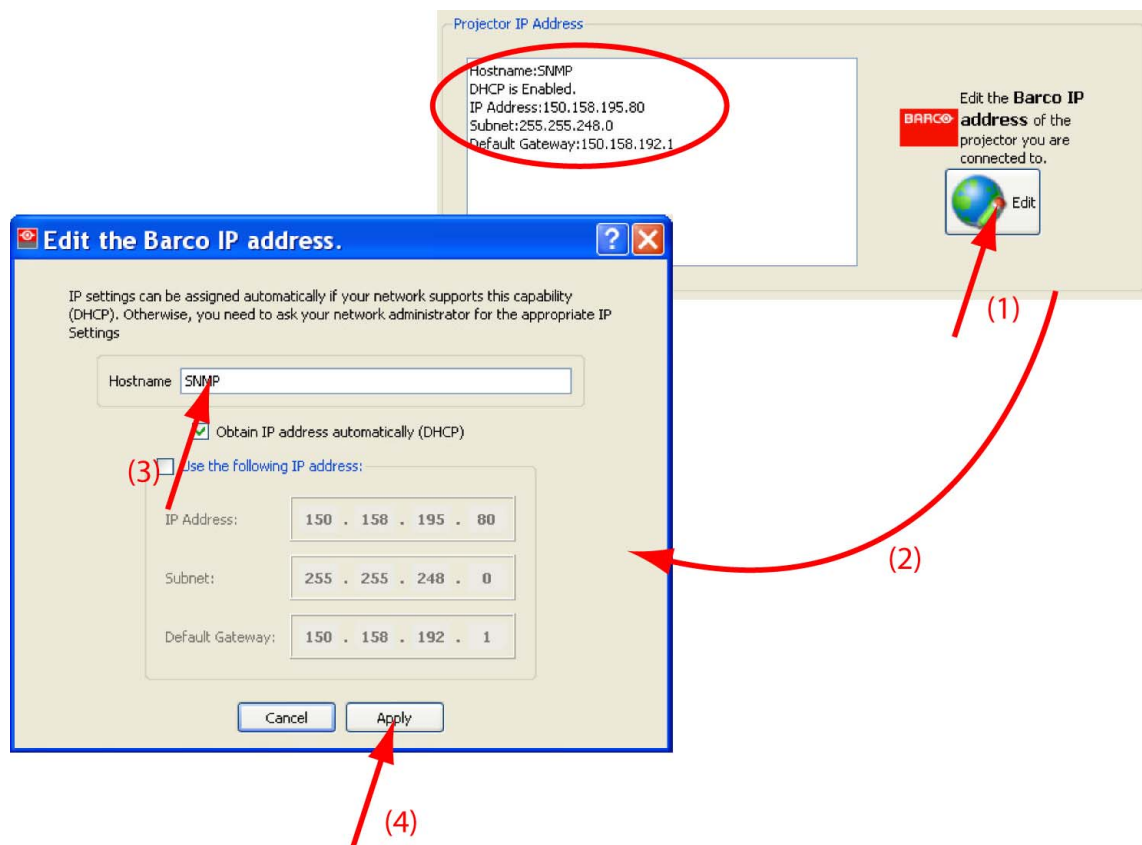 Projector IP Address
Hostname:SNMP
DHCP is Enabled.
IP Address:150.158.195.80
Subnet:255.255.248.0
Default Gateway:150.158.192.1
BARCO
Edit the Barco IP
address of the
projector you are
connected to.
Edit
(1)
(2)
Edit the Barco IP address.
IP settings can be assigned automatically if your network supports this capability
(DHCP). Otherwise, you need to ask your network administrator for the appropriate IP
Settings
Hostname SNMP
Obtain IP address automatically (DHCP)
(3)
Use the following IP address:
IP Address: 150 . 158 . 195 . 80
Subnet: 255 . 255 . 248 . 0
Default Gateway: 150 . 158 . 192 . 1
Cancel Apply
(4)